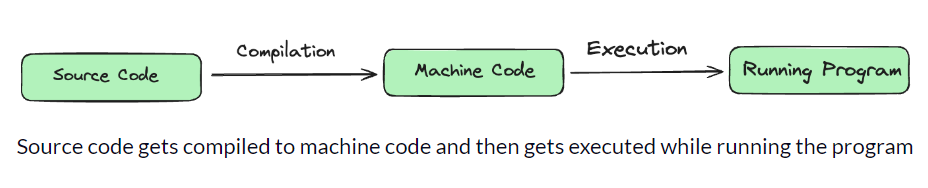 Compilation
Execution
Source Code
Machine Code
Running Program
Source code gets compiled to machine code and then gets executed while running the program